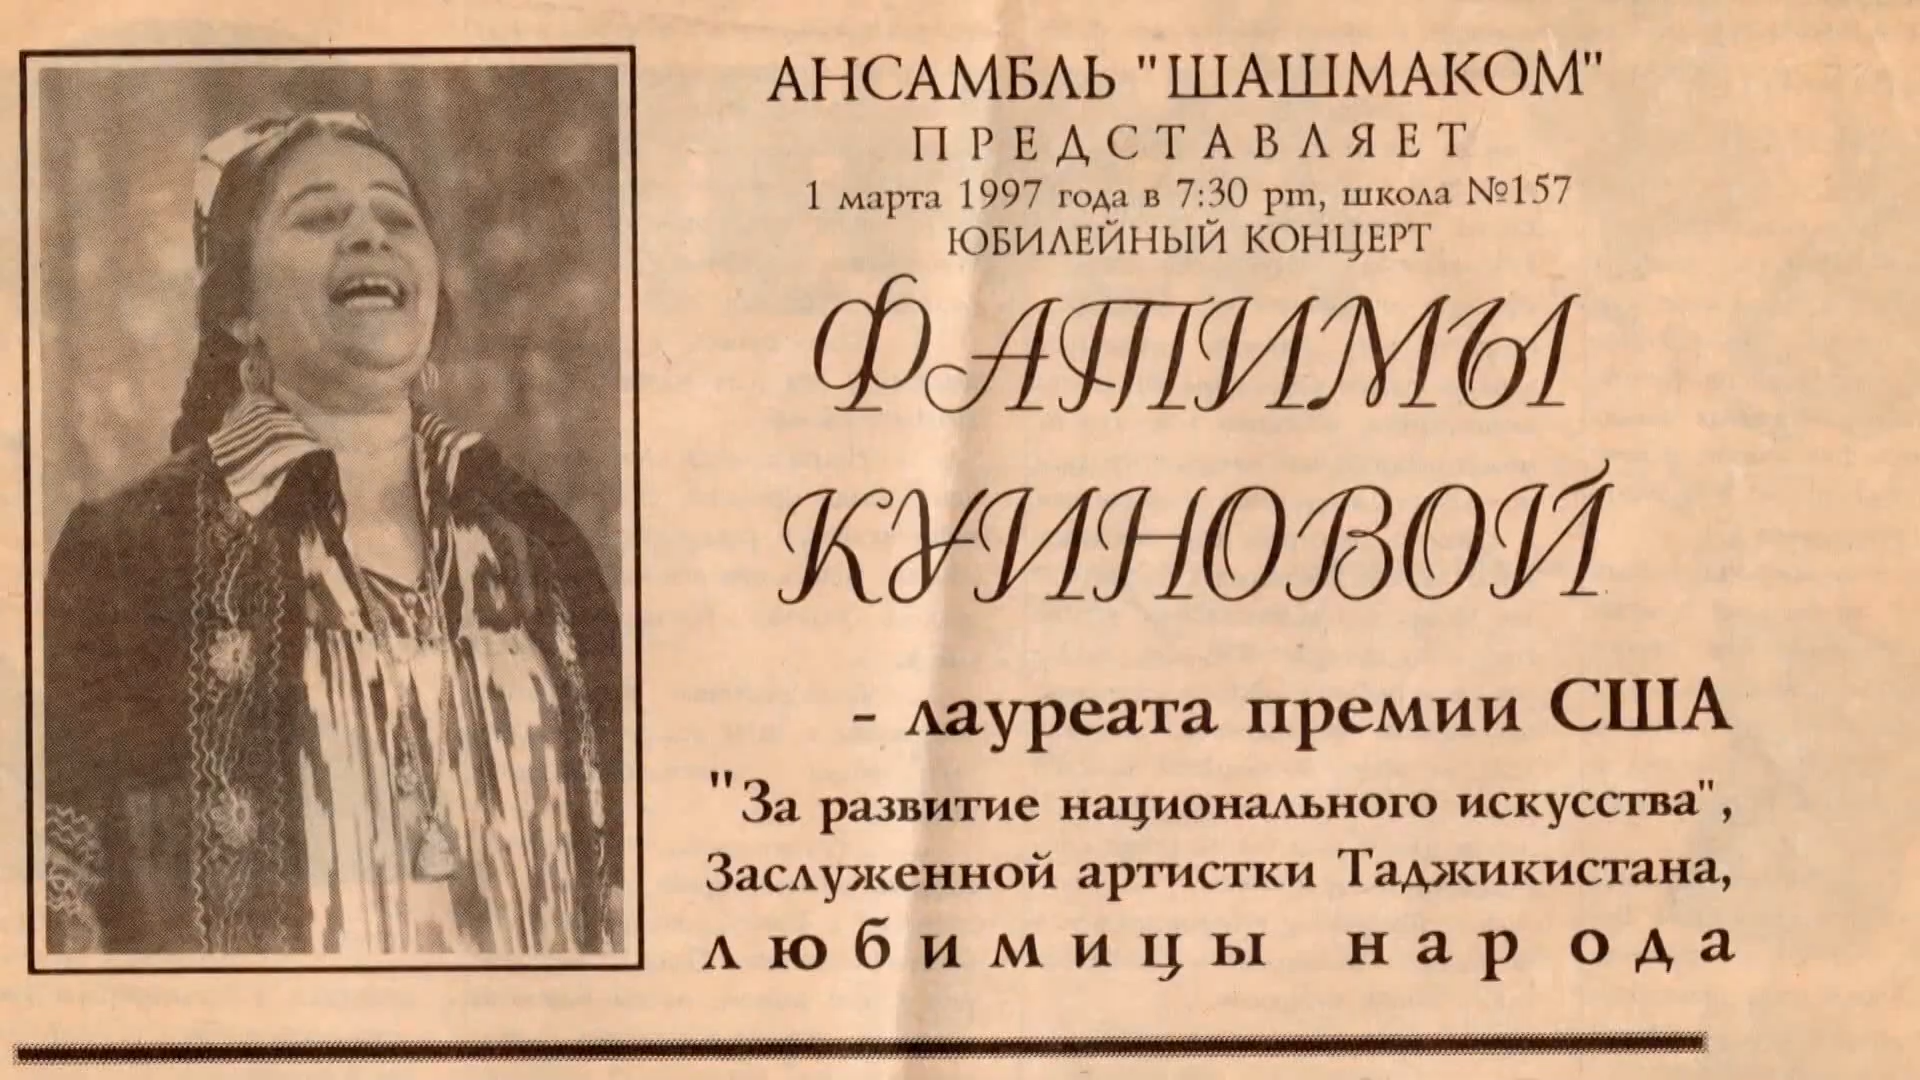 АНСАМБЛЬ "ШАШМАКОМ"
ПРЕДСТАВЛЯЕТ
1 марта 1997 года в 7:30 pm, школа №157
ЮБИЛЕЙНЫЙ КОНЦЕРТ
ФАТИМЫ
КУИНОВОЙ
- лауреата премии США
"За развитие национального искусства",
Заслуженной артистки Таджикистана,
любимицы народа